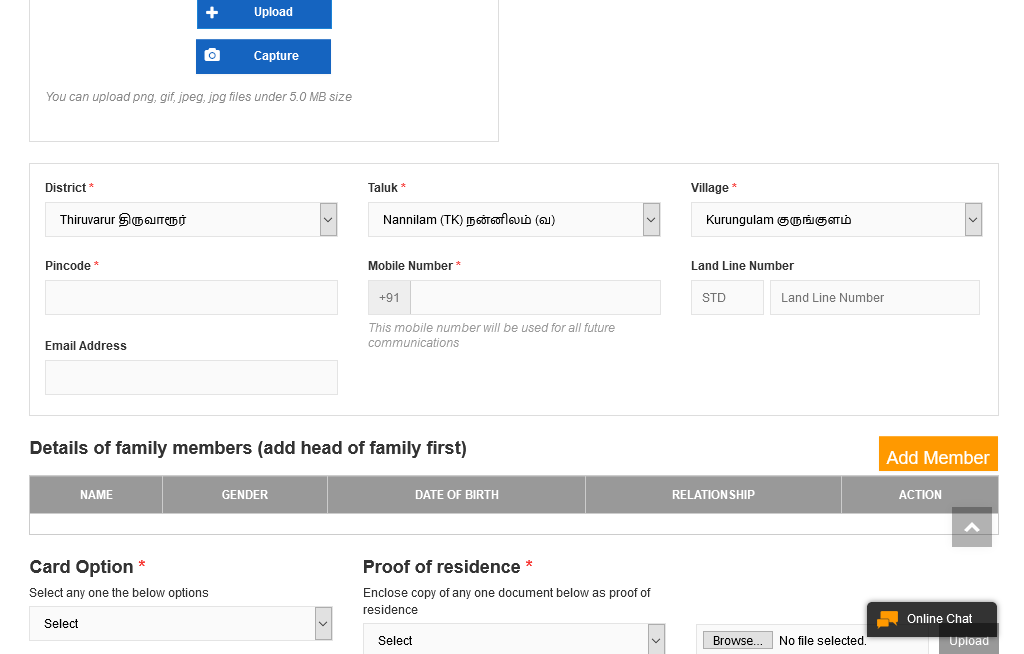 Upload
Capture
You can upload png, gif, jpeg, jpg files under 5.0 MB size
District * Taluk * Village *
Thiruvarur திருவாரூர் Nannilam (TK) நன்னிலம் (வ) Kurungulam குருங்குளம்
Pincode * Mobile Number * Land Line Number
+91 STD Land Line Number
This mobile number will be used for all future
communications
Email Address
Details of family members (add head of family first)
Add Member
NAME GENDER DATE OF BIRTH RELATIONSHIP ACTION
Card Option * Proof of residence *
Select any one the below options Enclose copy of any one document below as proof of
residence
Select Select Browse... No file selected. Upload
Online Chat